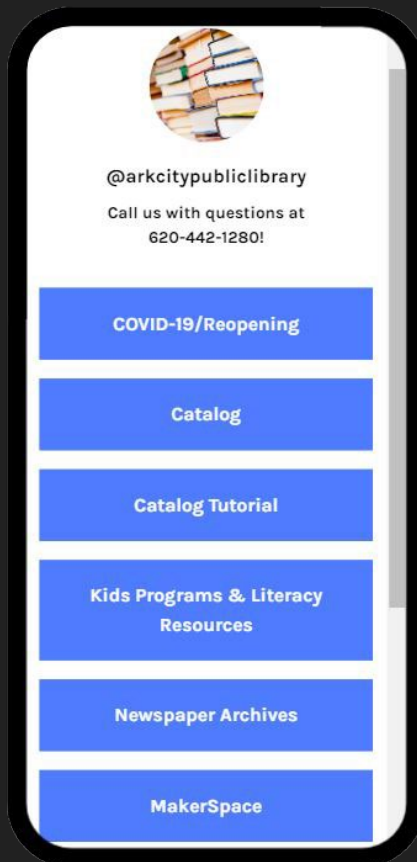 @arkcitypubliclibrary
Call us with questions at
620-442-1280!
COVID-19/Reopening
Catalog
Catalog Tutorial
Kids Programs & Literacy
Resources
Newspaper Archives
MakerSpace